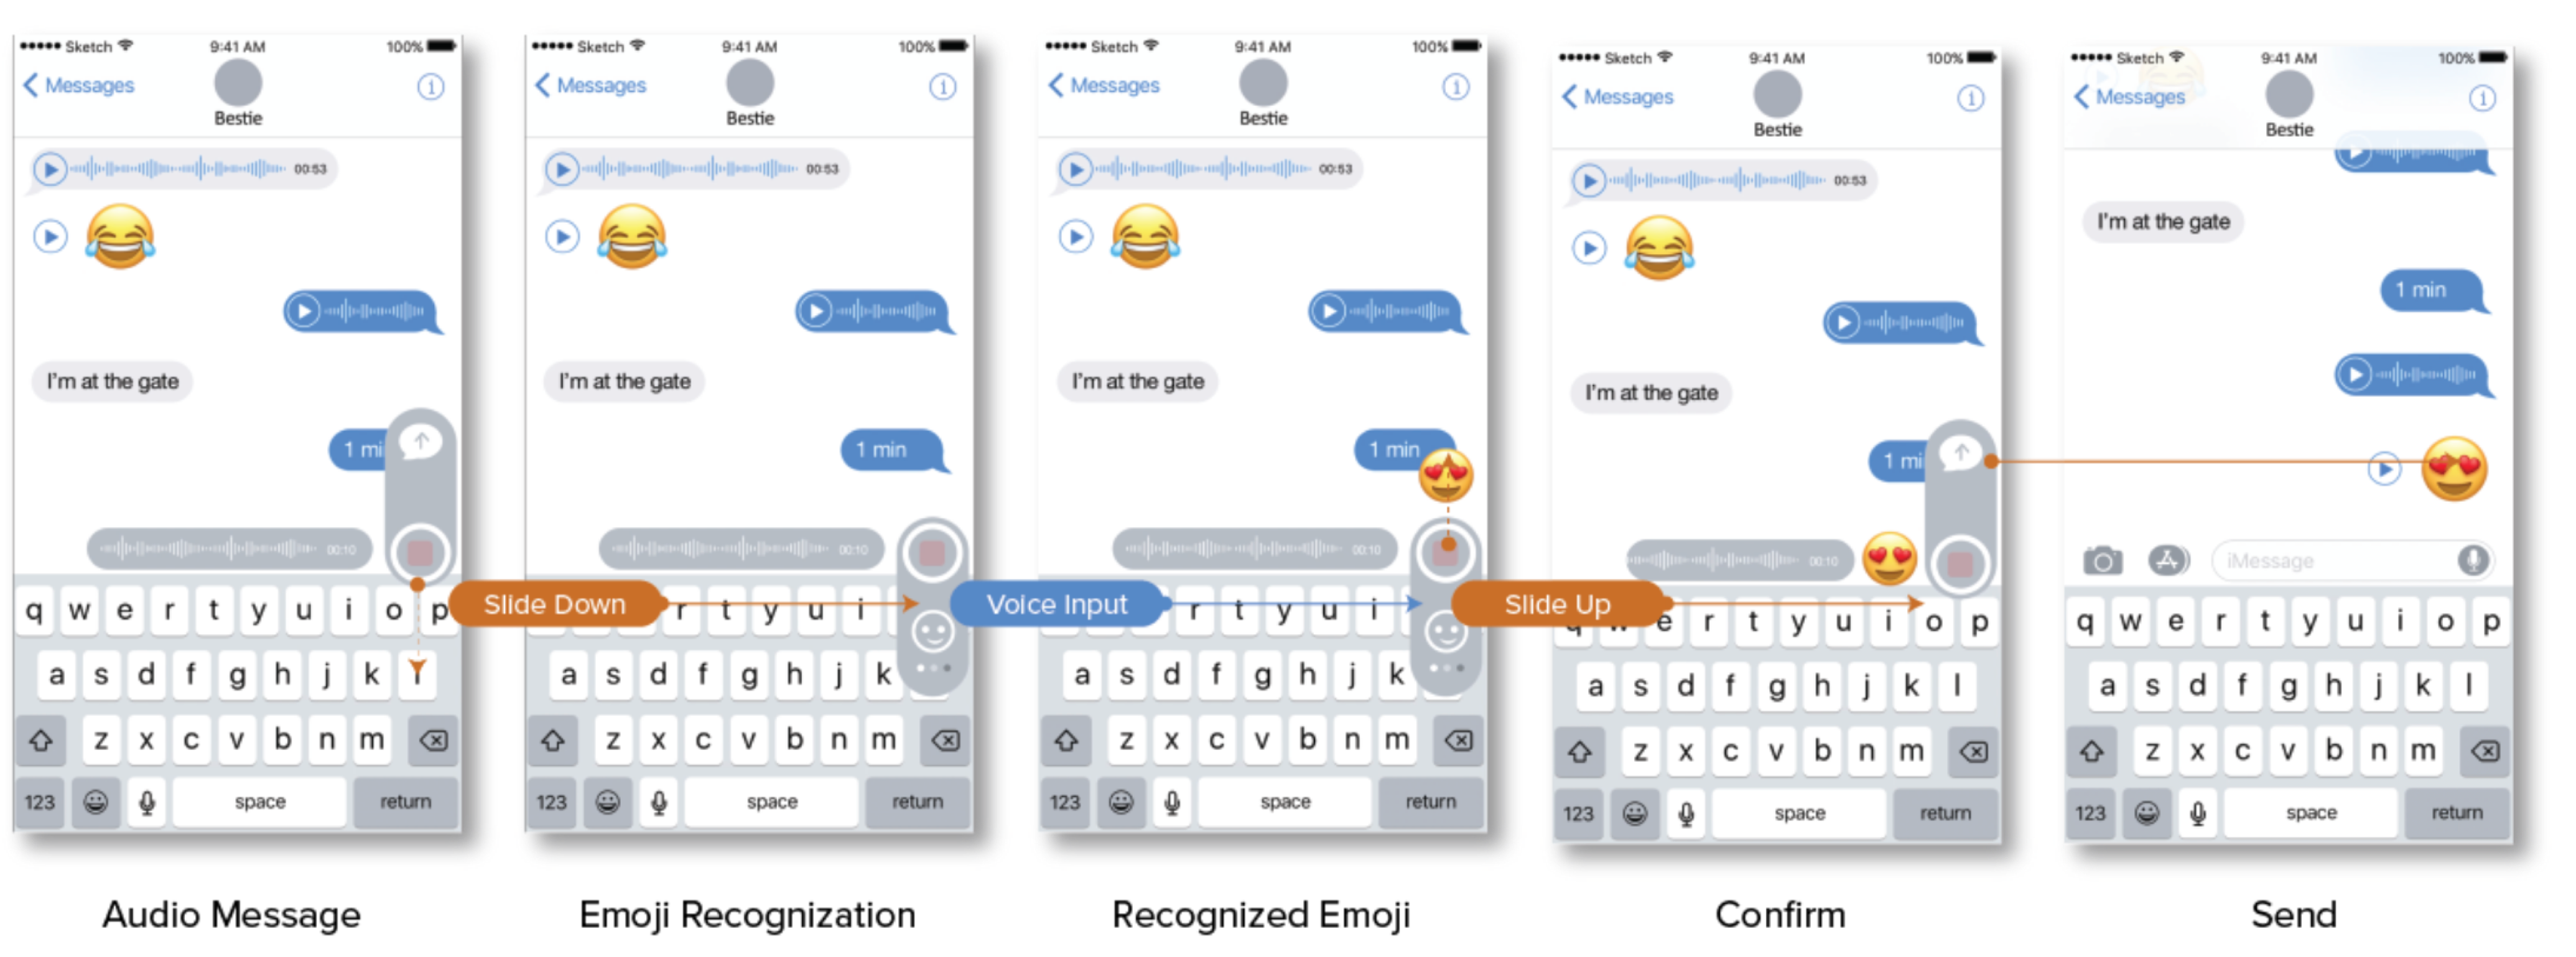 Sketch 9:41 AM 100%
Messages
Bestie
00:53
I'm at the gate
1 mi
00:10
q w e r t y u i o p
a s d f g h j k l
z x c v b n m
123 space return
Audio Message
Slide Down
Sketch 9:41 AM 100%
Messages
Bestie
00:53
I'm at the gate
1 min
00:10
r t y u i
a s d f g h j k
z x c v b n m
123 space return
Emoji Recognization
Voice Input
Sketch 9:41 AM 100%
Messages
Bestie
00:53
I'm at the gate
1 min
00:10
r t y u i
a s d f g h j k
z x c v b n m
123 space return
Recognized Emoji
Slide Up
Sketch 9:41 AM 100%
Messages
Bestie
00:53
I'm at the gate
1 mi
00:10
q w e r t y u i o p
a s d f g h j k l
z x c v b n m
123 space return
Confirm
Sketch 9:41 AM 100%
Messages
Bestie
I'm at the gate
1 min
iMessage
q w e r t y u i o p
a s d f g h j k l
z x c v b n m
123 space return
Send